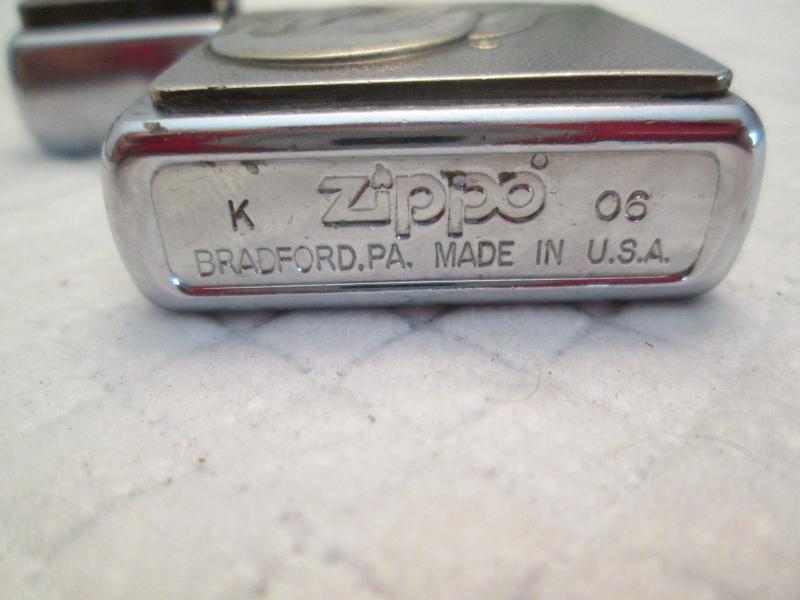 K zippo® 06
BRADFORD,PA. MADE IN U.S.A.